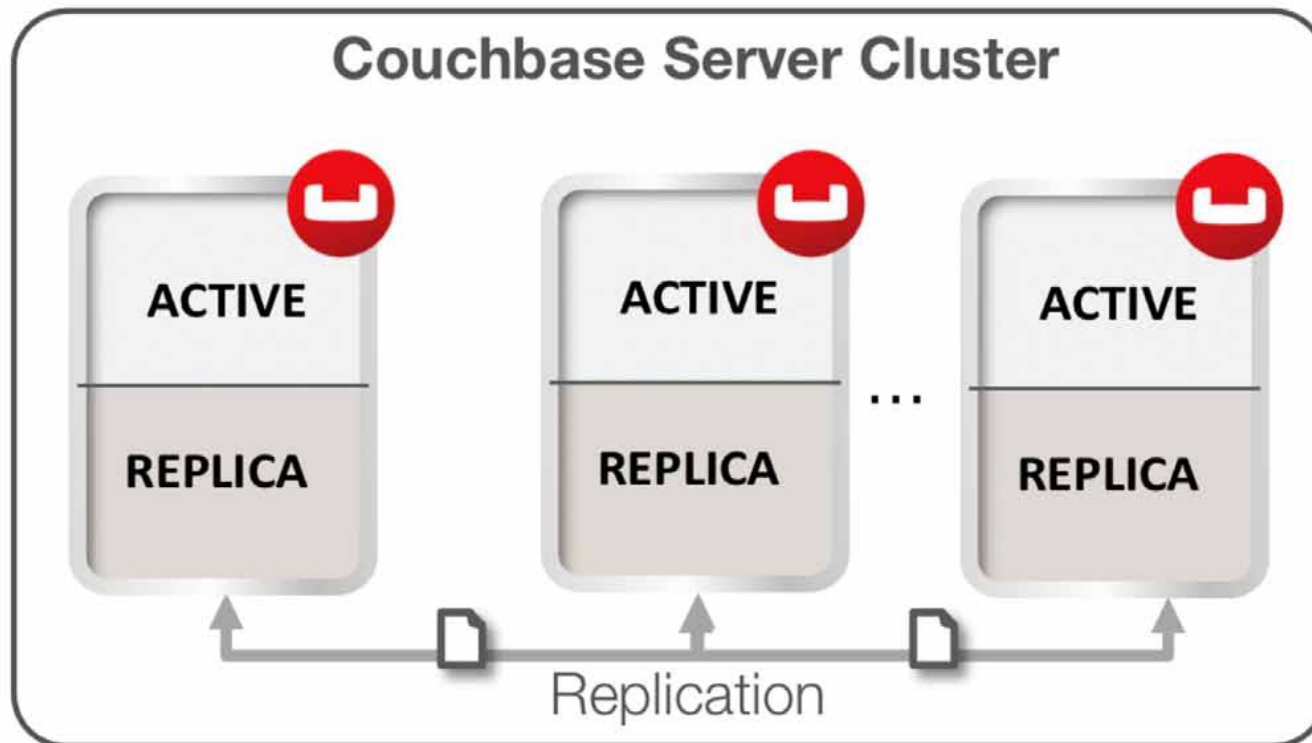 Couchbase Server Cluster
ACTIVE
REPLICA
ACTIVE
REPLICA
...
ACTIVE
REPLICA
Replication